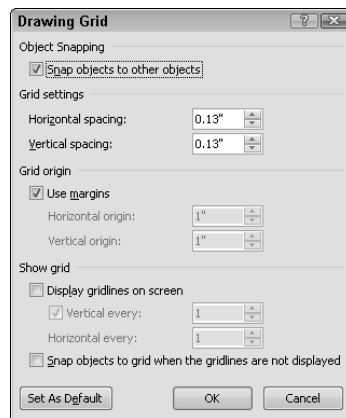 Drawing Grid
Object Snapping
Snap objects to other objects
Grid settings
Horizontal spacing: 0.13"
Vertical spacing: 0.13"
Grid origin
Use margins
Horizontal origin: 1"
Vertical origin: 1"
Show grid
Display gridlines on screen
Vertical every: 1
Horizontal every: 1
Snap objects to grid when the gridlines are not displayed
Set As Default OK Cancel